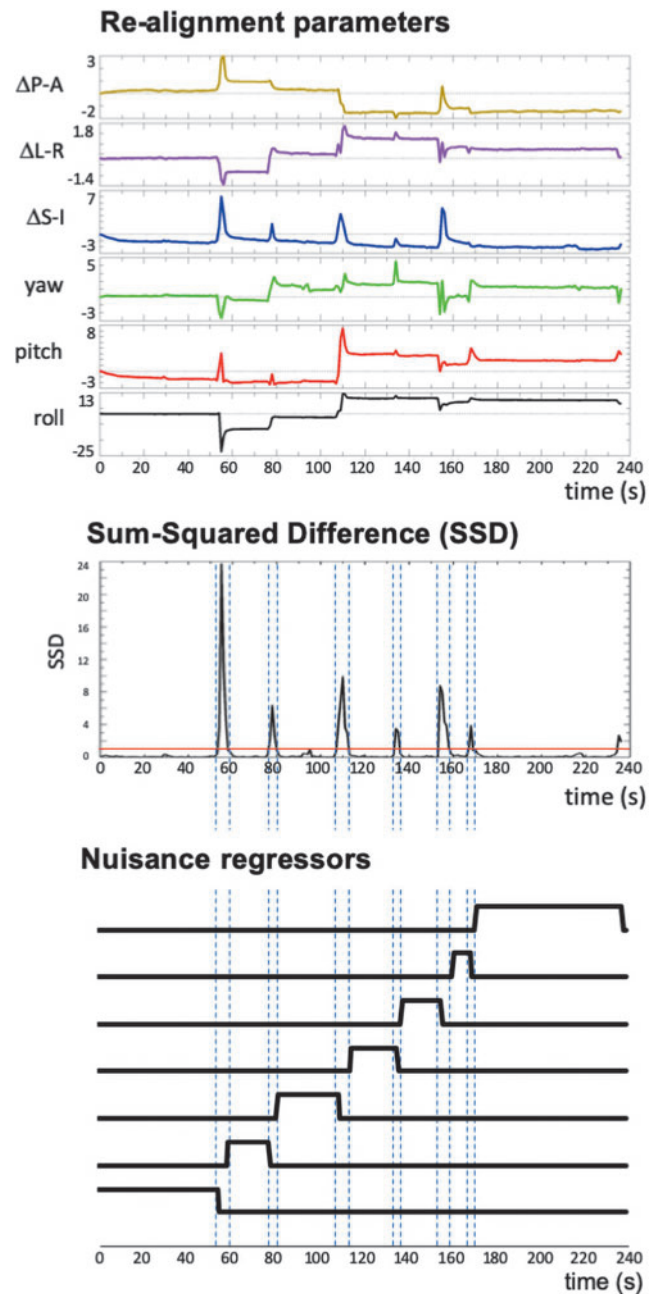 Re-alignment parameters
3
ΔP-A
-2
1.8
ΔL-R
-1.4
7
ΔS-I
-3
5
yaw
-3
8
pitch
-3
13
roll
-25
0 20 40 60 80 100 120 140 160 180 200 220 240
time (s)
Sum-Squared Difference (SSD)
24
20
16
SSD
12
8
4
0
0 20 40 60 80 100 120 140 160 180 200 220 240
time (s)
Nuisance regressors
0 20 40 60 80 100 120 140 160 180 200 220 240
time (s)